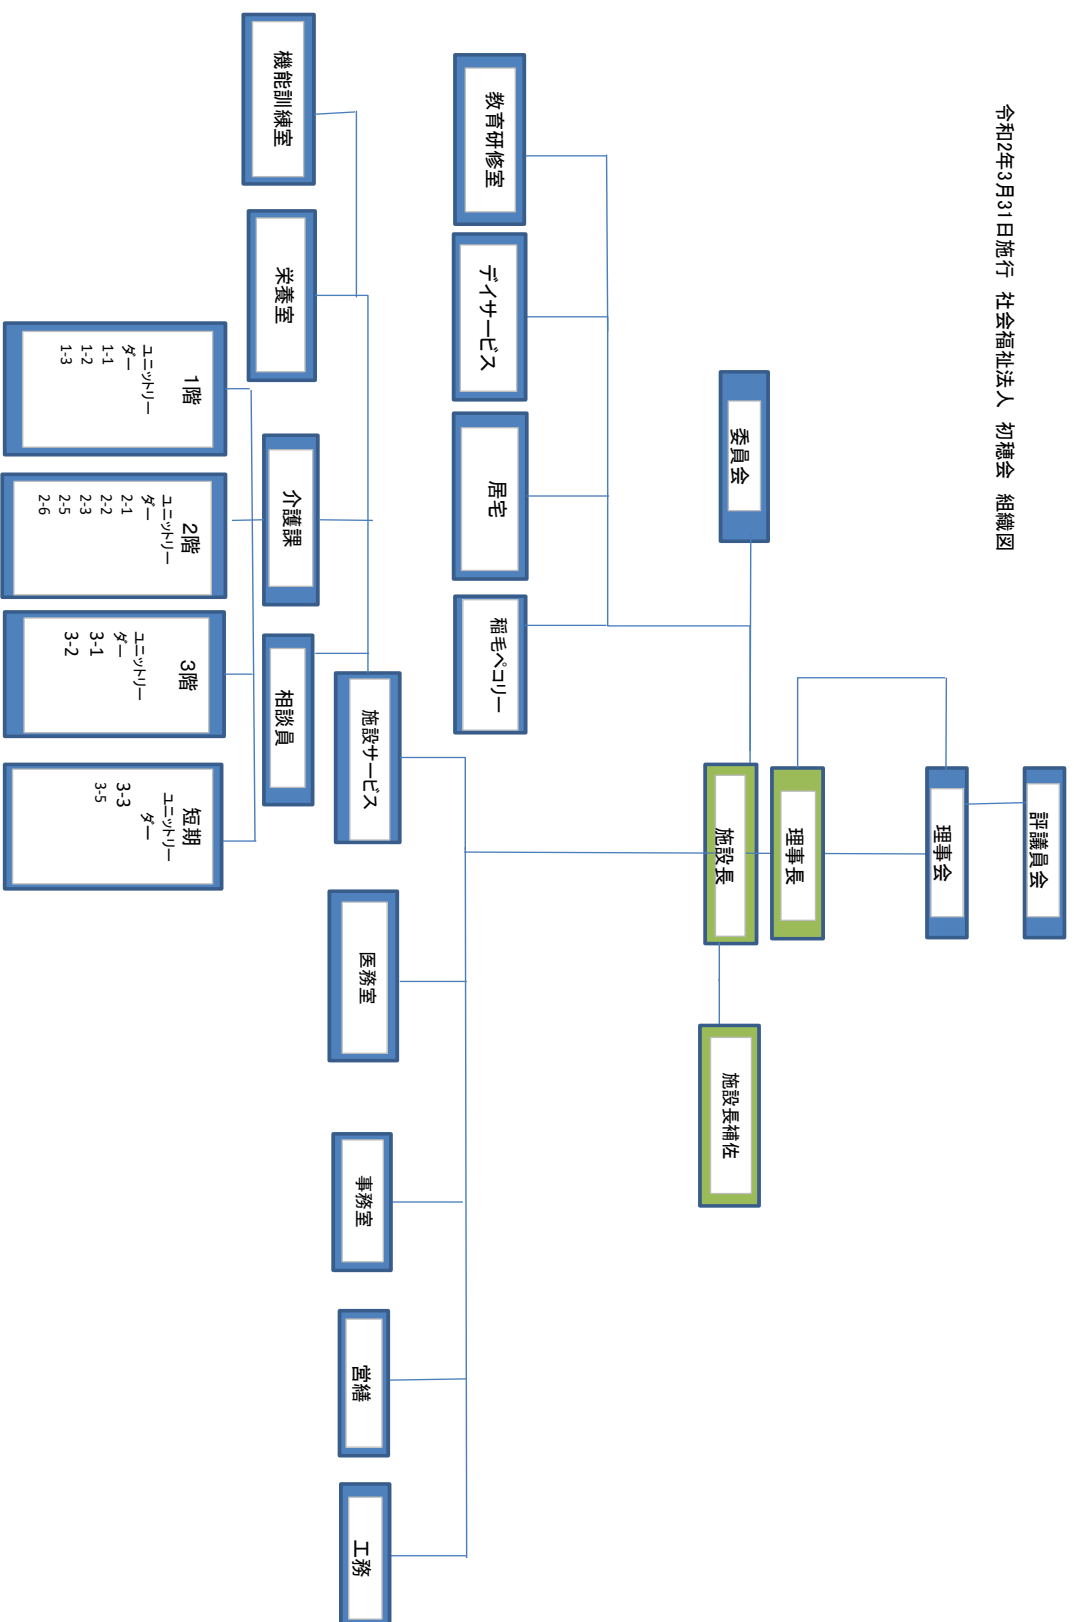 令和2年3月31日施行 社会福祉法人 初穂会 組織図
評議員会
理事会
理事長
施設長
施設長補佐
委員会
教育研修室
デイサービス
居宅
稲毛ペコリー
施設サービス
医務室
事務室
営繕
工務
機能訓練室
栄養室
介護課
相談員
1階
ユニットリー
ダー
1-1
1-2
1-3
2階
ユニットリー
ダー
2-1
2-2
2-3
2-5
2-6
3階
ユニットリー
ダー
3-1
3-2
短期
ユニットリー
ダー
3-3
3-5